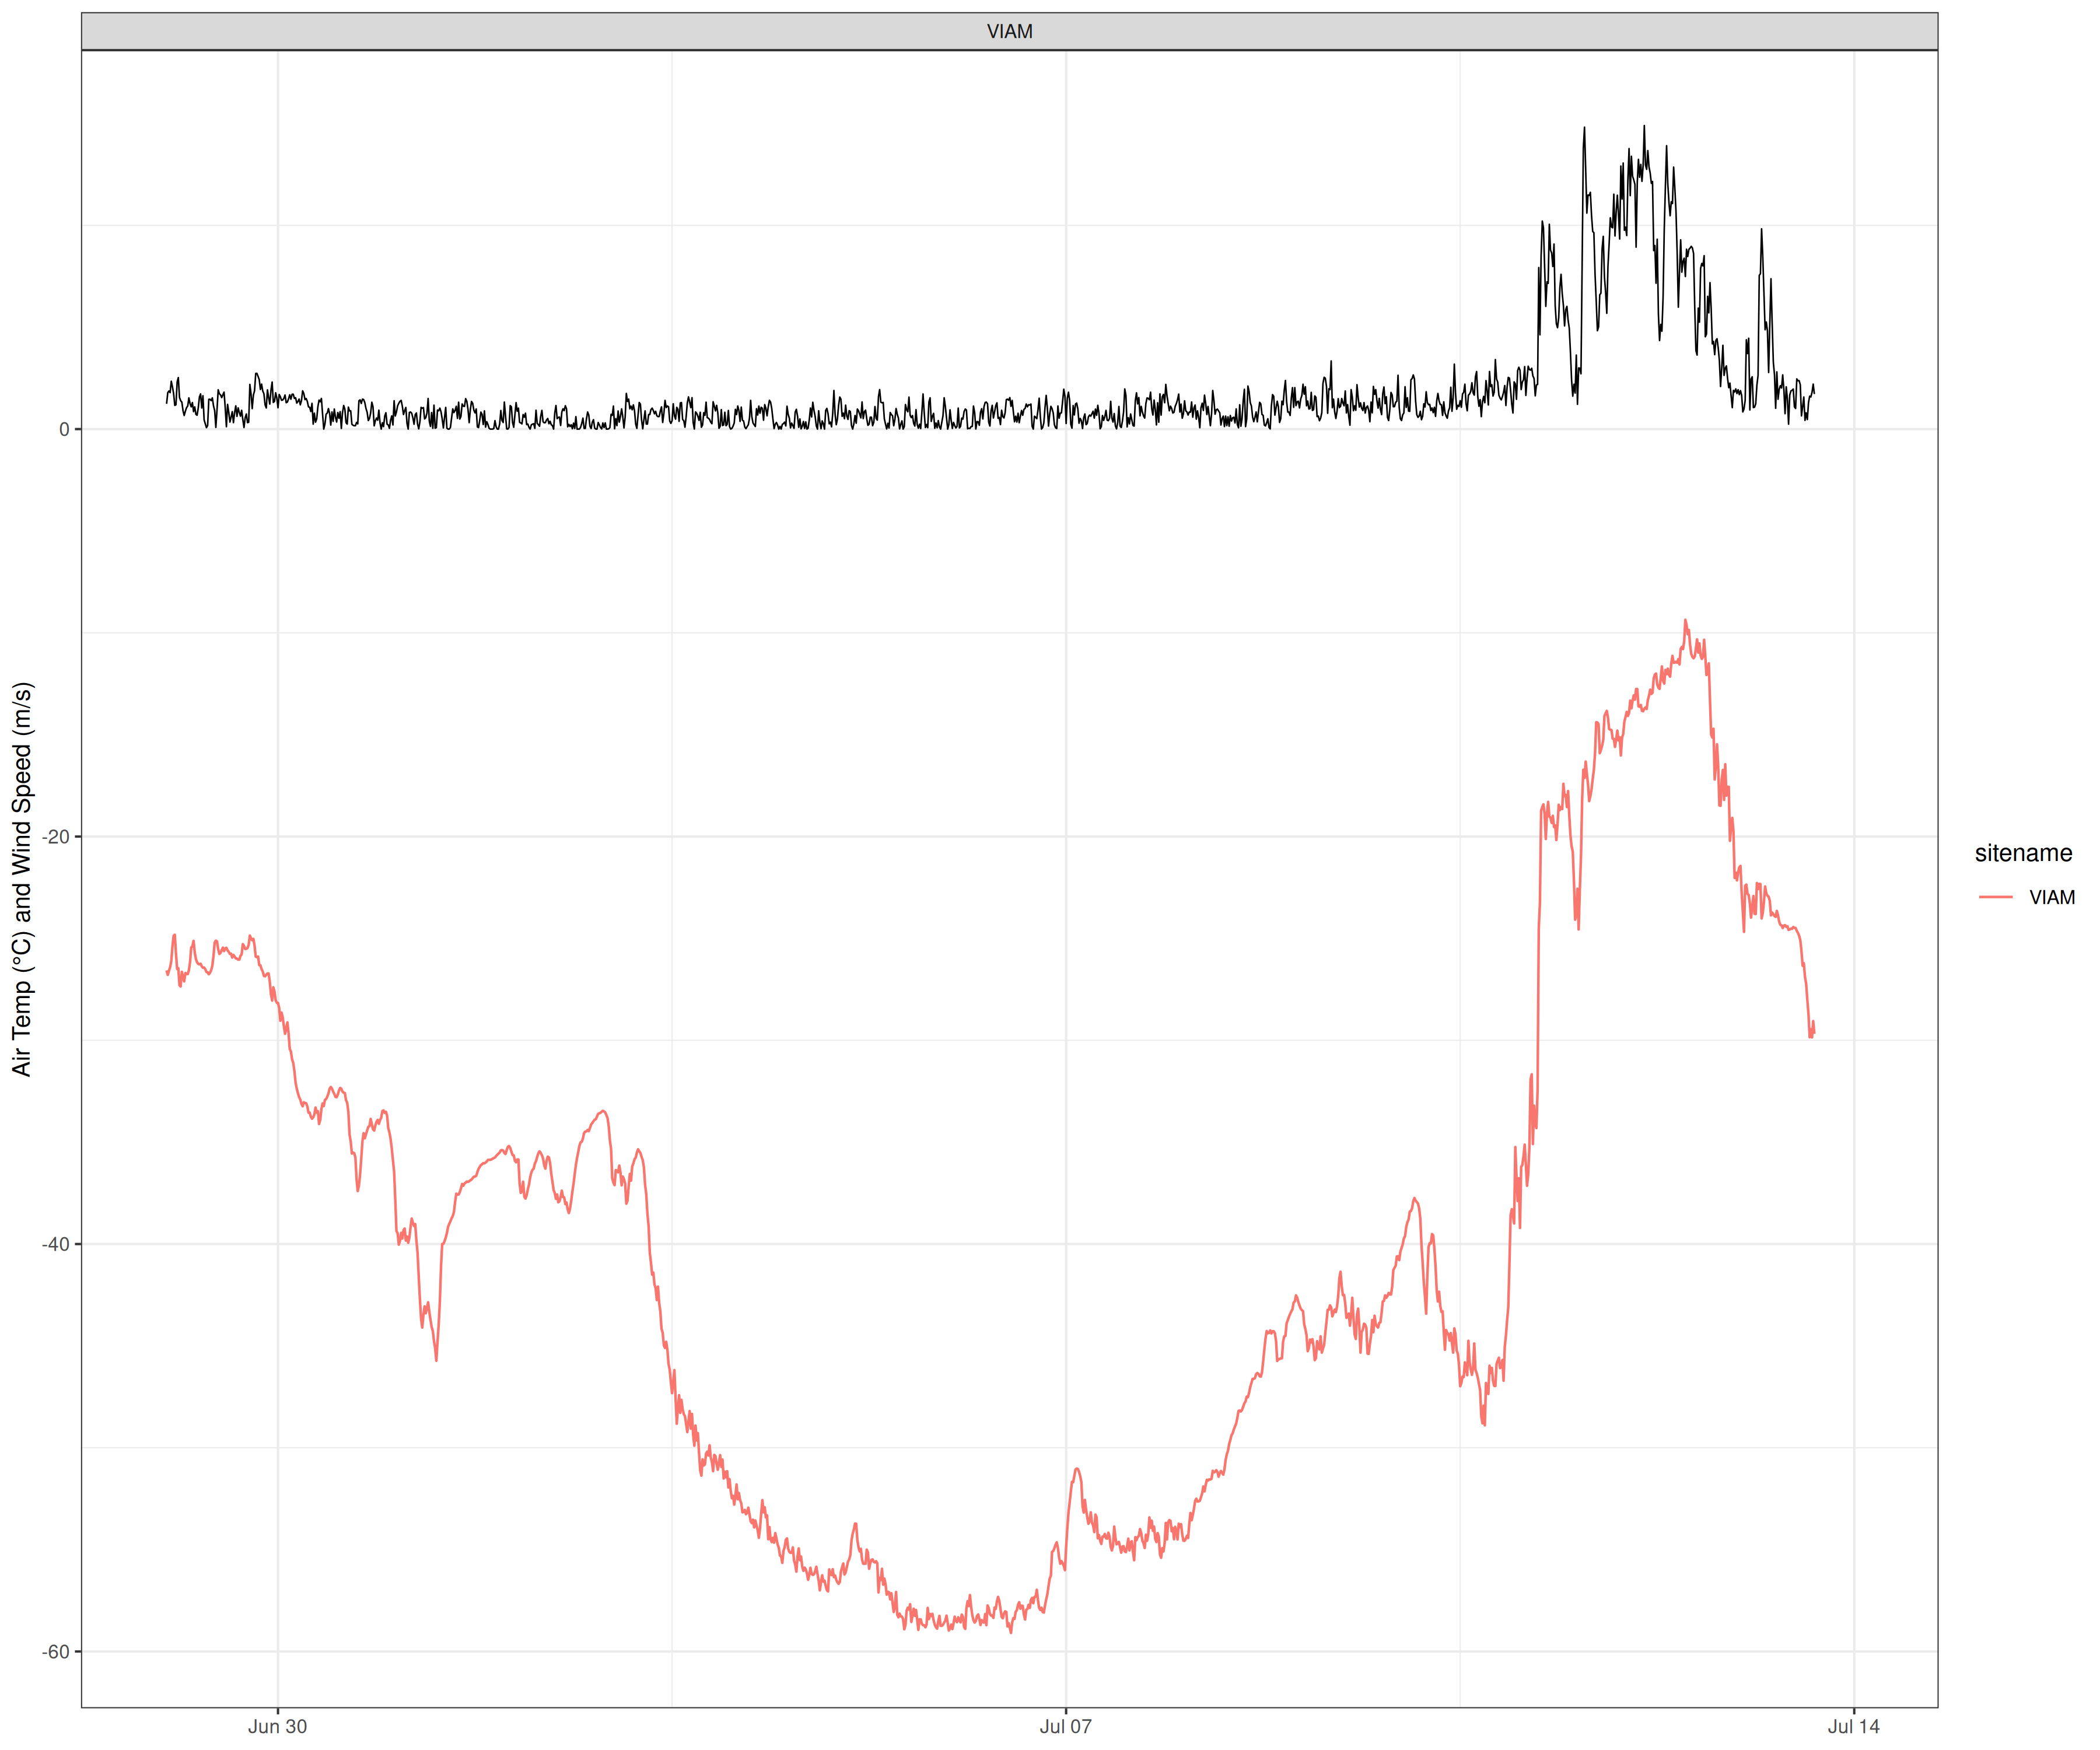 VIAM
Air Temp (°C) and Wind Speed (m/s)
0
-20
-40
-60
Jun 30
Jul 07
Jul 14
sitename
VIAM